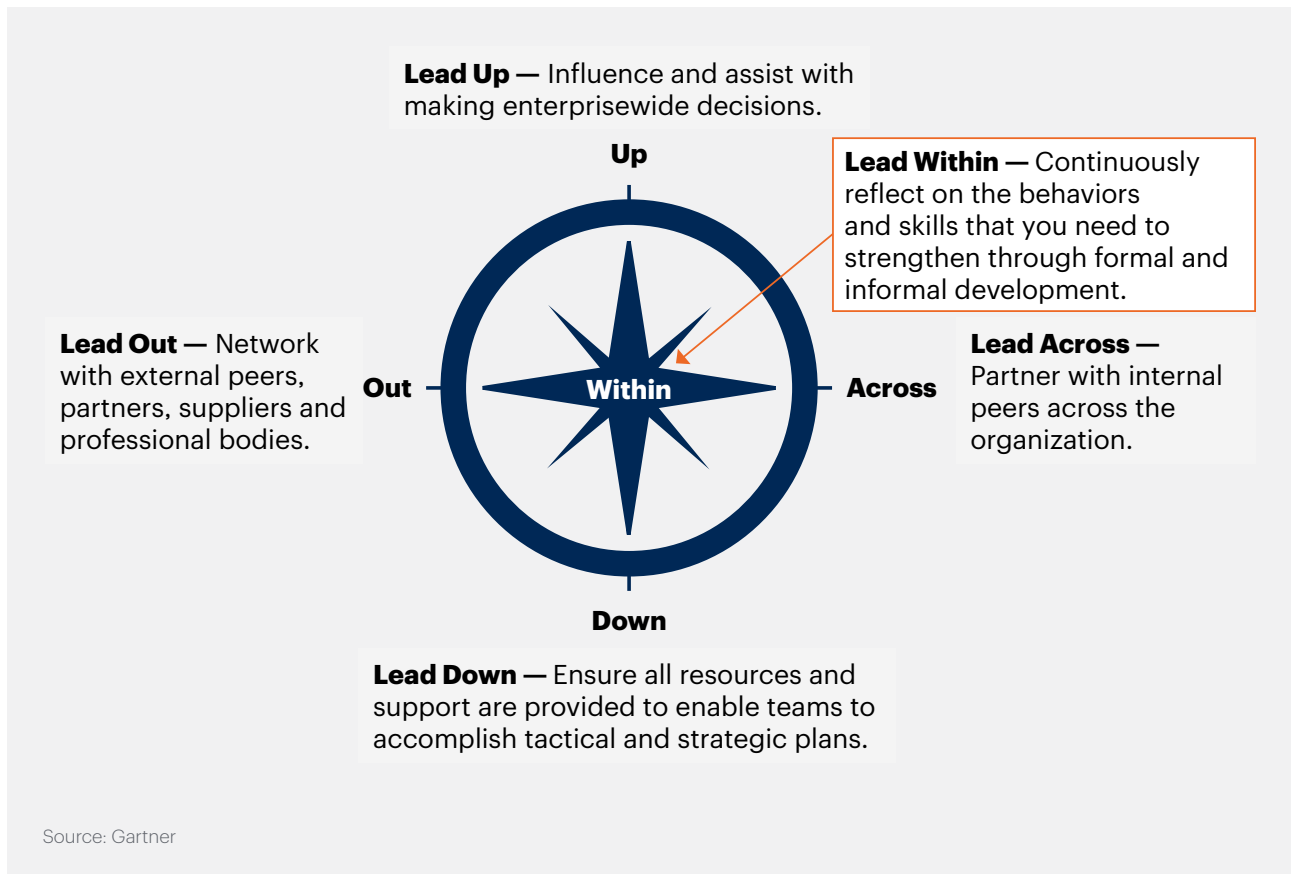 Lead Up — Influence and assist with
making enterprisewide decisions.
Up
Lead Within — Continuously
reflect on the behaviors
and skills that you need to
strengthen through formal and
informal development.
Lead Out — Network
with external peers,
partners, suppliers and
professional bodies.
Out
Within
Across
Lead Across —
Partner with internal
peers across the
organization.
Down
Lead Down — Ensure all resources and
support are provided to enable teams to
accomplish tactical and strategic plans.
Source: Gartner